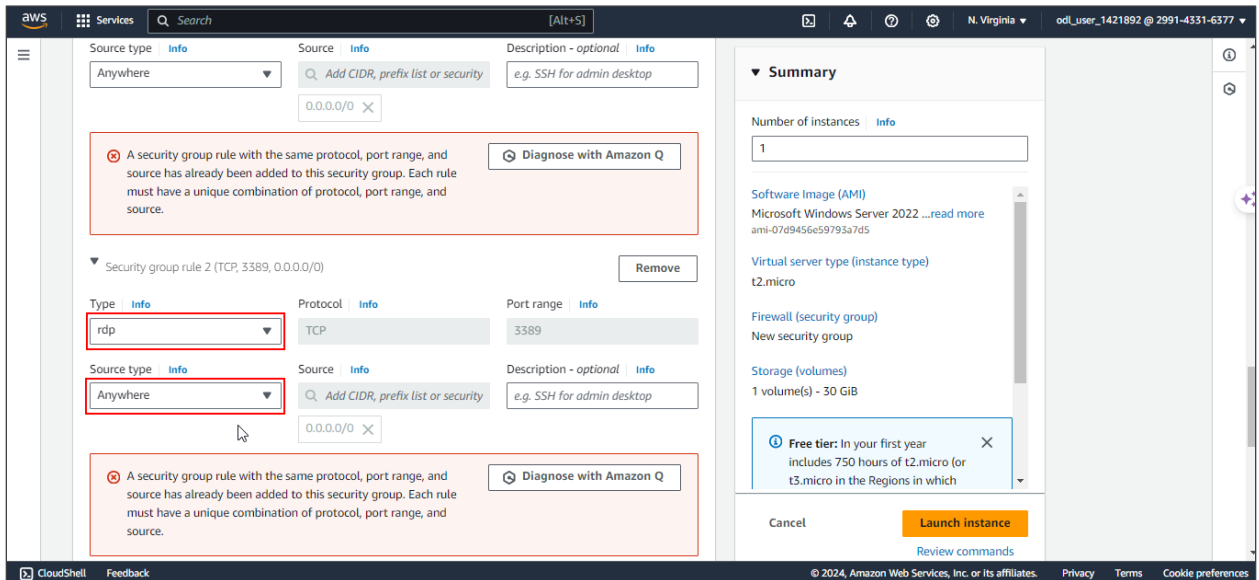 aws
Services
Search
[Alt+S]
N. Virginia
odl_user_1421892 @ 2991-4331-6377
Source type Info
Source Info
Description - optional Info
Anywhere
Add CIDR, prefix list or security
e.g. SSH for admin desktop
0.0.0.0/0
A security group rule with the same protocol, port range, and
source has already been added to this security group. Each rule
must have a unique combination of protocol, port range, and
source.
Diagnose with Amazon Q
Security group rule 2 (TCP, 3389, 0.0.0.0/0)
Remove
Type Info
Protocol Info
Port range Info
rdp
TCP
3389
Source type Info
Source Info
Description - optional Info
Anywhere
Add CIDR, prefix list or security
e.g. SSH for admin desktop
0.0.0.0/0
A security group rule with the same protocol, port range, and
source has already been added to this security group. Each rule
must have a unique combination of protocol, port range, and
source.
Diagnose with Amazon Q
Summary
Number of instances Info
1
Software Image (AMI)
Microsoft Windows Server 2022 ...read more
ami-07d9456e59793a7d5
Virtual server type (instance type)
t2.micro
Firewall (security group)
New security group
Storage (volumes)
1 volume(s) - 30 GiB
Free tier: In your first year
includes 750 hours of t2.micro (or
t3.micro in the Regions in which
Cancel
Launch instance
Review commands
CloudShell
Feedback
© 2024, Amazon Web Services, Inc. or its affiliates.
Privacy
Terms
Cookie preferences